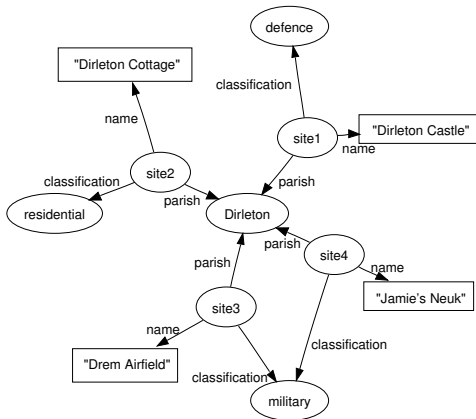 defence
"Dirleton Cottage"
classification
name
site1
"Dirleton Castle"
name
site2
parish
classification
parish
residential
Dirleton
parish
site4
parish
name
"Jamie's Neuk"
site3
name
classification
"Drem Airfield"
classification
military